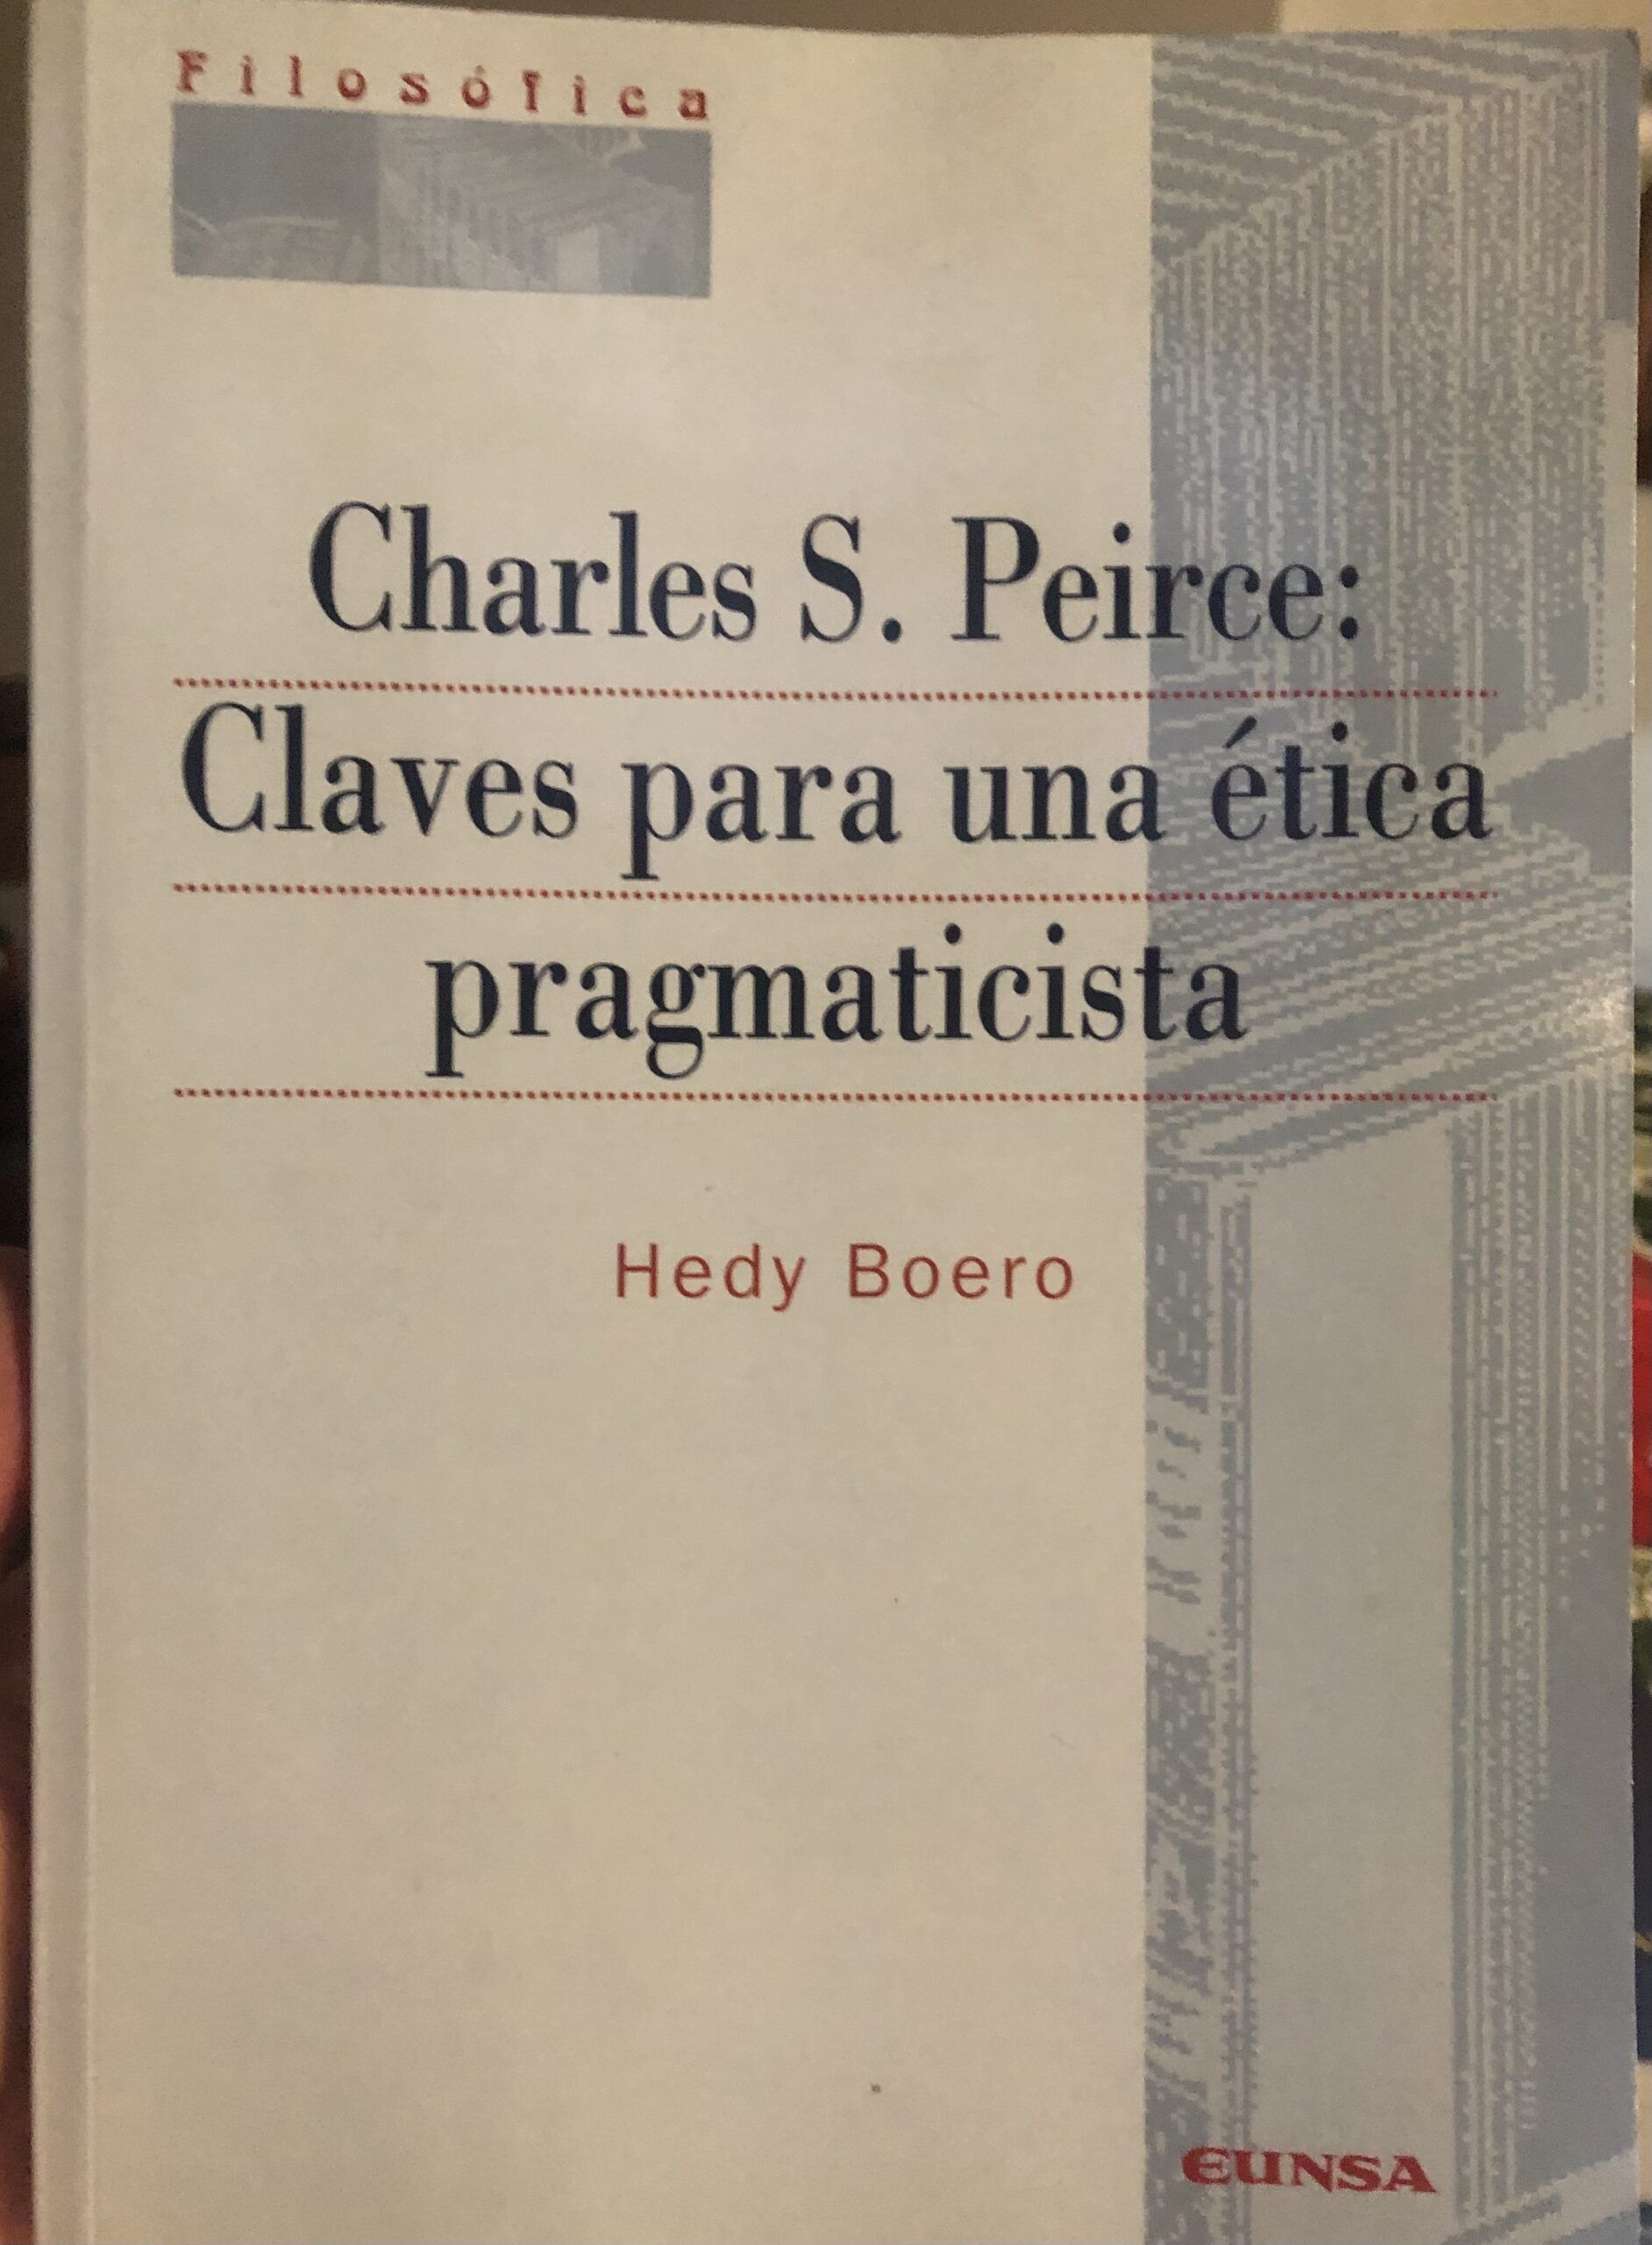 Filosófica
Charles S. Peirce:
Claves para una ética
pragmaticista
Hedy Boero
EUNSA